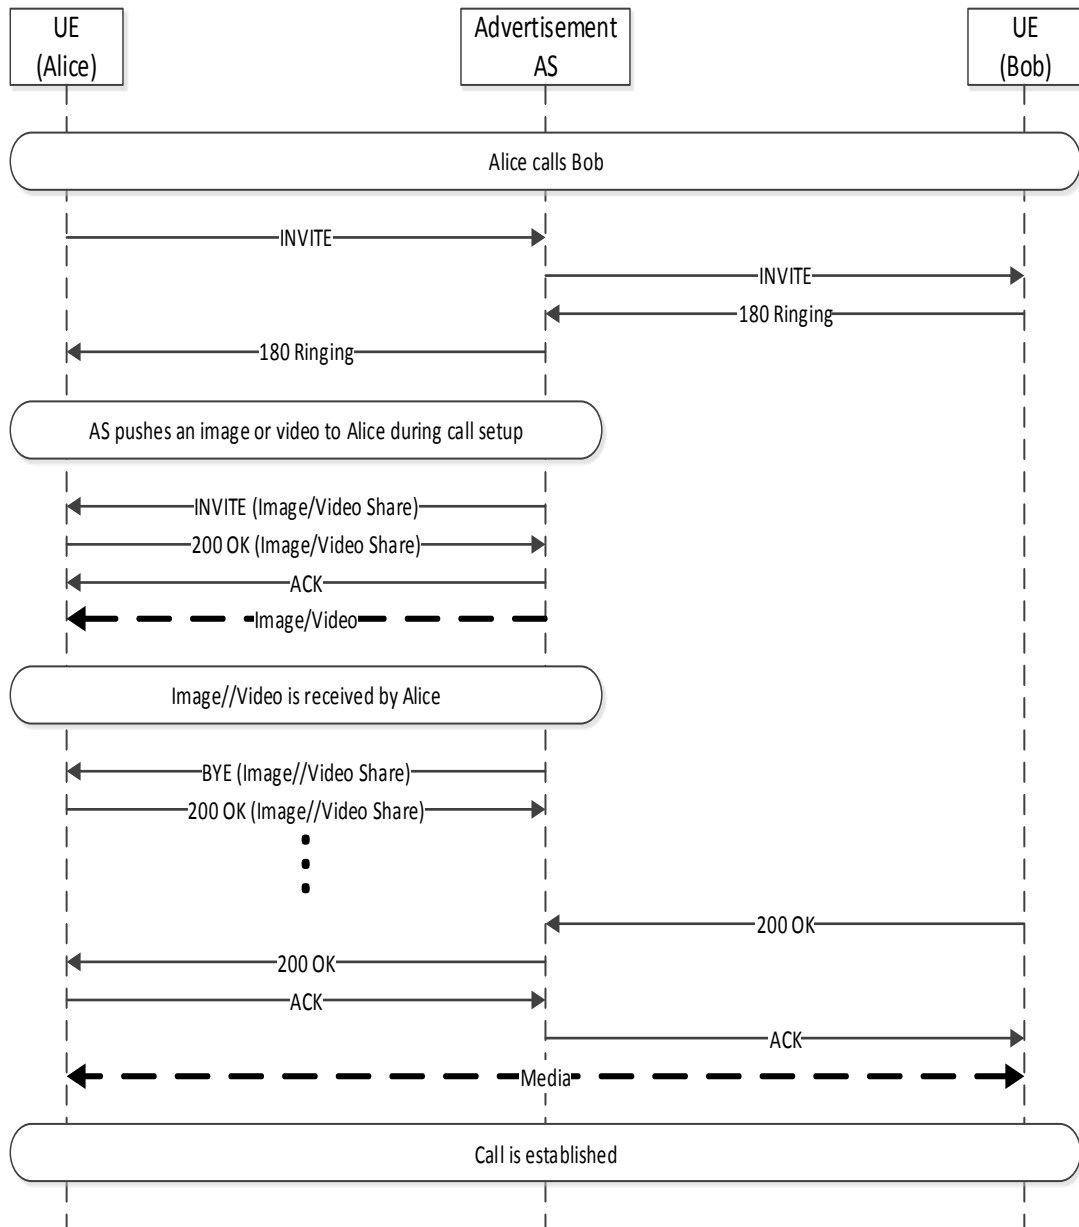 UE
(Alice)
Advertisement
AS
UE
(Bob)
Alice calls Bob
INVITE
INVITE
180 Ringing
180 Ringing
AS pushes an image or video to Alice during call setup
INVITE (Image/Video Share)
200 OK (Image/Video Share)
ACK
Image/Video
Image//Video is received by Alice
BYE (Image//Video Share)
200 OK (Image//Video Share)
200 OK
200 OK
ACK
ACK
Media
Call is established